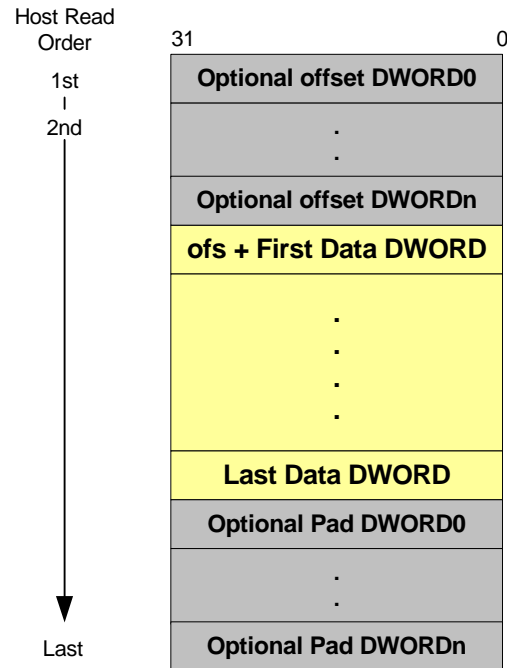 Host Read
Order
31 0
1st
2nd
Optional offset DWORD0
.
.
Optional offset DWORDn
ofs + First Data DWORD
.
.
.
.
Last Data DWORD
Optional Pad DWORD0
.
.
Last
Optional Pad DWORDn